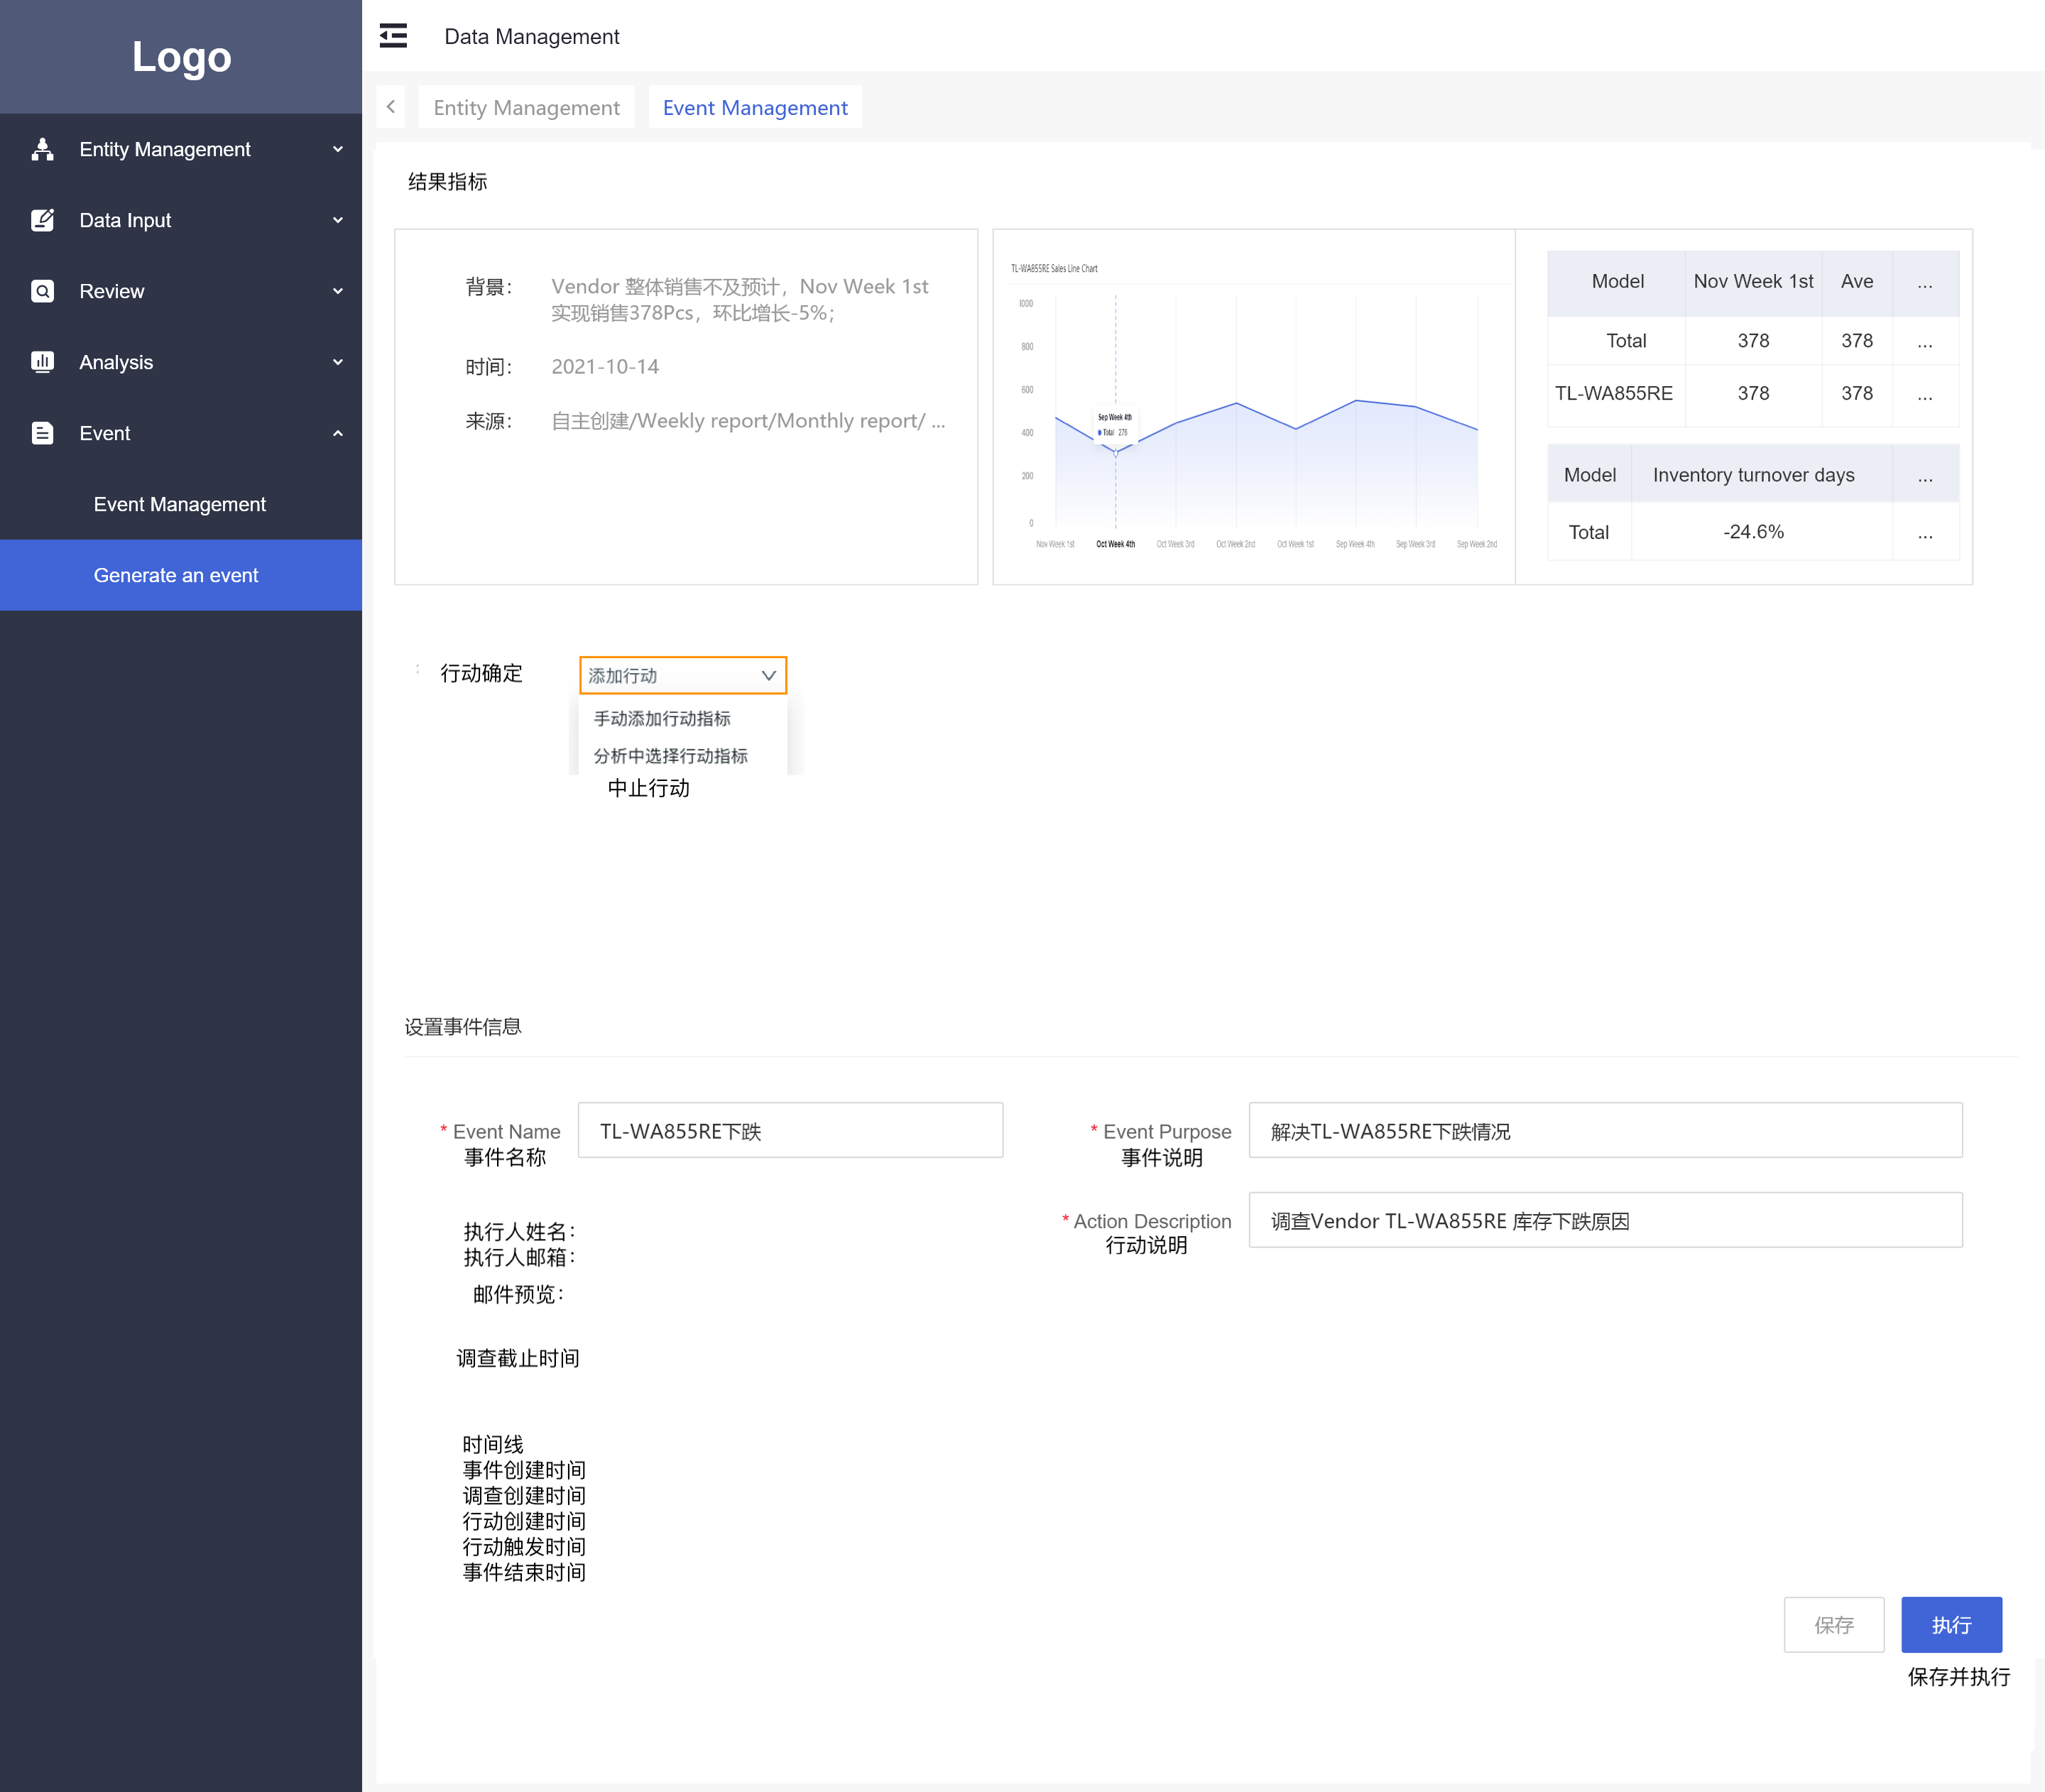 Logo
Data Management
Entity Management
Event Management
Entity Management
Data Input
Review
Analysis
Event
Event Management
Generate an event
结果指标
背景：
Vendor 整体销售不及预计，Nov Week 1st
实现销售378Pcs，环比增长-5%；
时间：
2021-10-14
来源：
自主创建/Weekly report/Monthly report/ ...
TL-WA855RE Sales Line Chart
1000
800
600
400
200
0
Sep Week 4th
Total 276
Nov Week 1st
Oct Week 4th
Oct Week 3rd
Oct Week 2nd
Oct Week 1st
Sep Week 4th
Sep Week 3rd
Sep Week 2nd
Model Nov Week 1st Ave ...
Total 378 378 ...
TL-WA855RE 378 378 ...
Model Inventory turnover days ...
Total -24.6% ...
: 行动确定
添加行动
手动添加行动指标
分析中选择行动指标
中止行动
设置事件信息
* Event Name
事件名称
TL-WA855RE下跌
* Event Purpose
事件说明
解决TL-WA855RE下跌情况
* Action Description
行动说明
调查Vendor TL-WA855RE 库存下跌原因
执行人姓名：
执行人邮箱：
邮件预览：
调查截止时间
时间线
事件创建时间
调查创建时间
行动创建时间
行动触发时间
事件结束时间
保存
执行
保存并执行